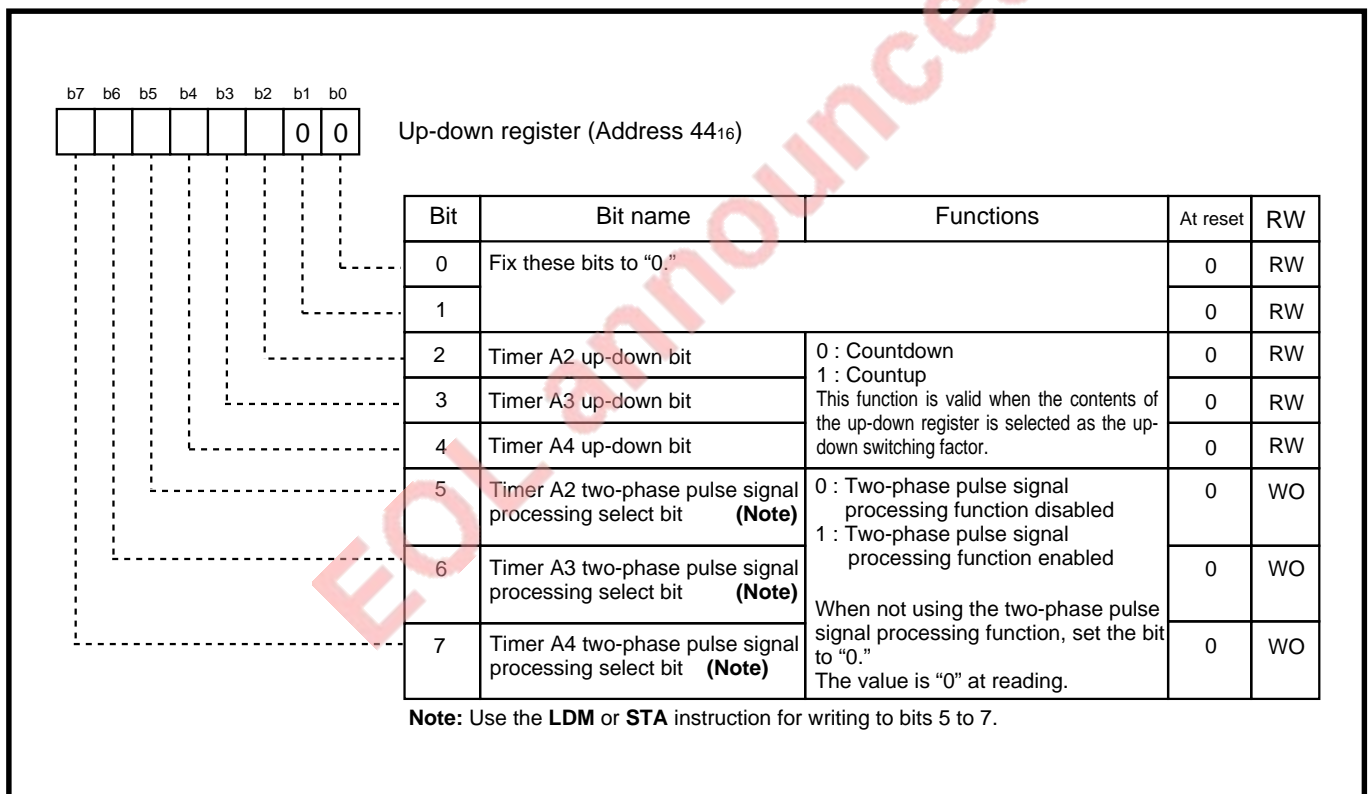 EOL announced
b7 b6 b5 b4 b3 b2 b1 b0
0 0
Up-down register (Address 44₁₆)
Bit Bit name Functions At reset RW
0 Fix these bits to “0.” 0 RW
1 0 RW
2 Timer A2 up-down bit 0 RW
3 Timer A3 up-down bit 0 RW
4 Timer A4 up-down bit 0 RW
0 : Countdown
1 : Countup
This function is valid when the contents of
the up-down register is selected as the up-
down switching factor.
5 Timer A2 two-phase pulse signal 0 WO
processing select bit (Note)
6 Timer A3 two-phase pulse signal 0 WO
processing select bit (Note)
7 Timer A4 two-phase pulse signal 0 WO
processing select bit (Note)
0 : Two-phase pulse signal
processing function disabled
1 : Two-phase pulse signal
processing function enabled
When not using the two-phase pulse
signal processing function, set the bit
to “0.”
The value is “0” at reading.
Note: Use the LDM or STA instruction for writing to bits 5 to 7.